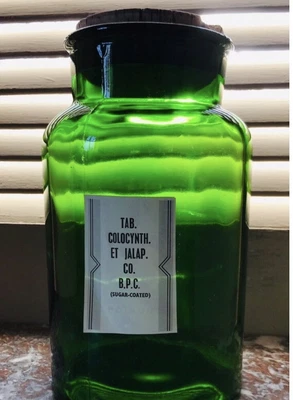 TAB.
COLOCYNTH.
ET JALAP.
CO.
B.P.C.
(SUGAR-COATED)